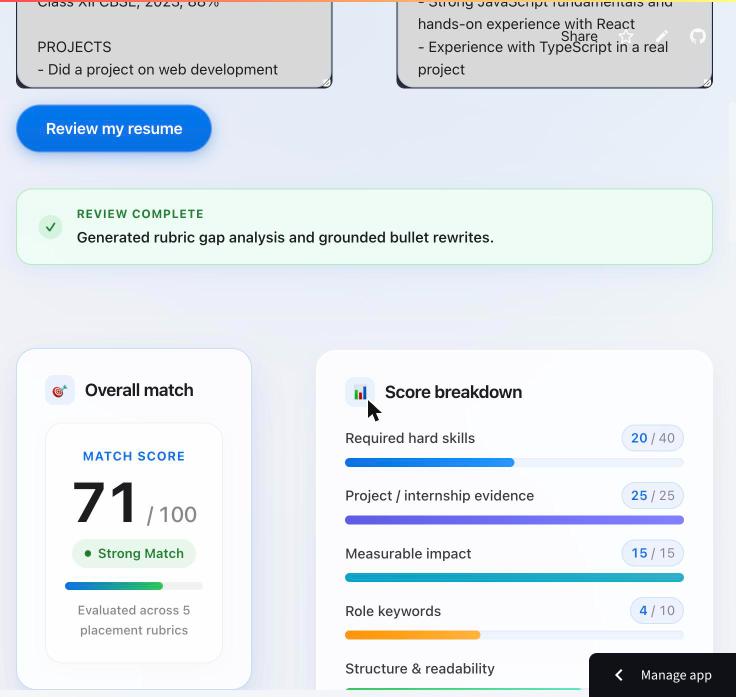 Class XII CBSE, 2023, 88%
PROJECTS
- Did a project on web development
- Strong JavaScript fundamentals and
hands-on experience with React
- Experience with TypeScript in a real
project
Share
Review my resume
REVIEW COMPLETE
Generated rubric gap analysis and grounded bullet rewrites.
Overall match
MATCH SCORE
71 / 100
Strong Match
Evaluated across 5
placement rubrics
Score breakdown
Required hard skills
20 / 40
Project / internship evidence
25 / 25
Measurable impact
15 / 15
Role keywords
4 / 10
Structure & readability
Manage app